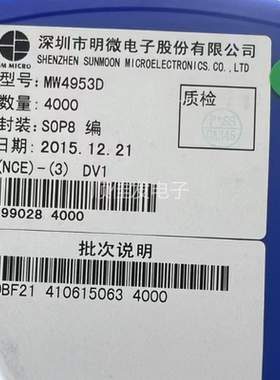 深圳市明微电子股份有限公司
SHENZHEN SUNMOON MICROELECTRONICS CO., LTD
M MICRO
型号: MW4953D
数量: 4000
质检
封装: SOP8 编
日期: 2015.12.21
(NCE)-(3) DV1
99028 4000
批次说明
0BF21 410615063 4000